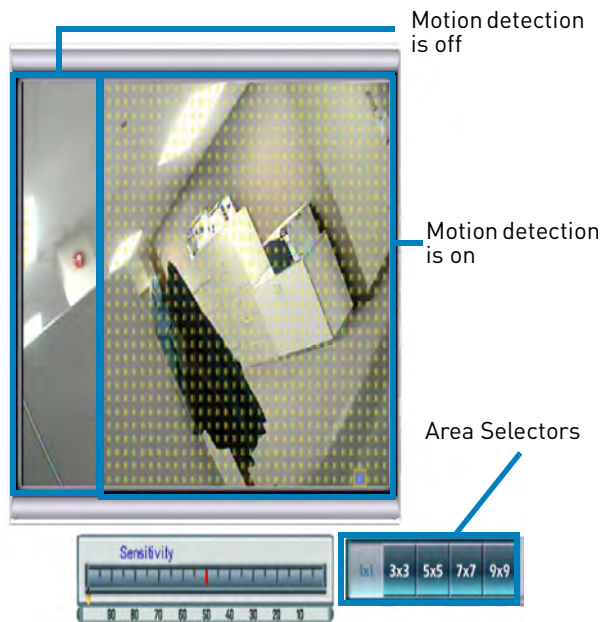 Motion detection
is off
Motion detection
is on
Area Selectors
Sensitivity
1x1 3x3 5x5 7x7 9x9
90 80 70 60 50 40 30 20 10